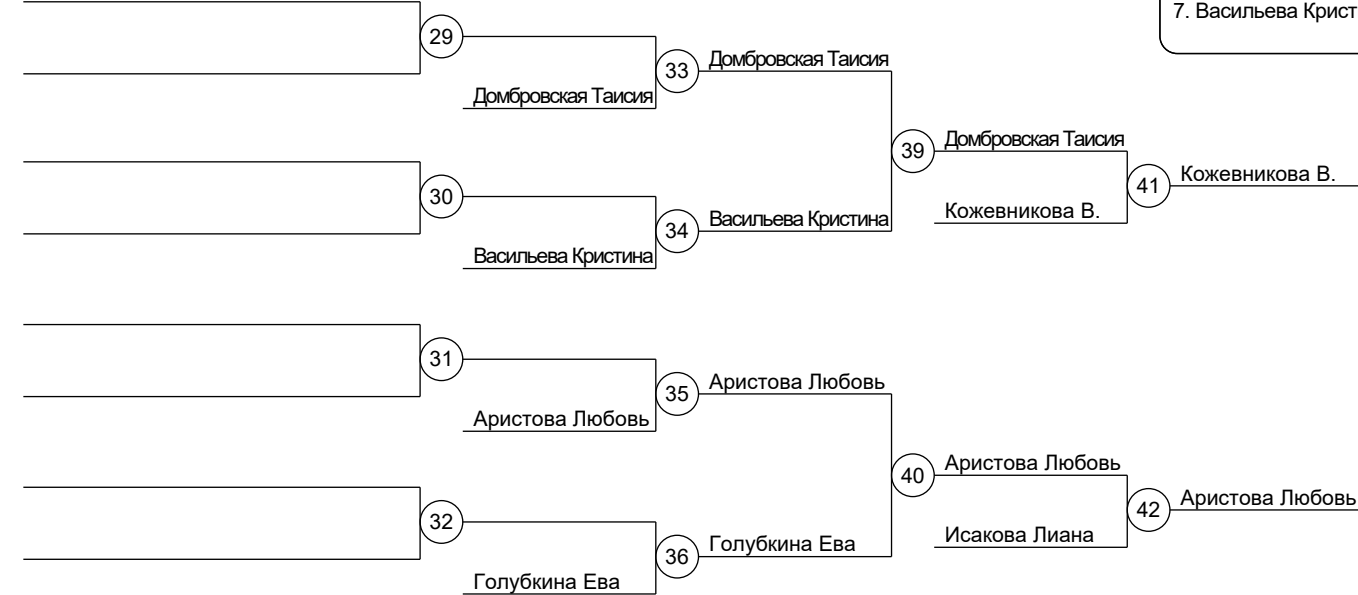 7. Васильева Крист
29
33
Домбровская Таисия
Домбровская Таисия
39
Домбровская Таисия
41
Кожевникова В.
30
34
Васильева Кристина
Кожевникова В.
Васильева Кристина
31
35
Аристова Любовь
Аристова Любовь
40
Аристова Любовь
42
Аристова Любовь
32
36
Голубкина Ева
Исакова Лиана
Голубкина Ева